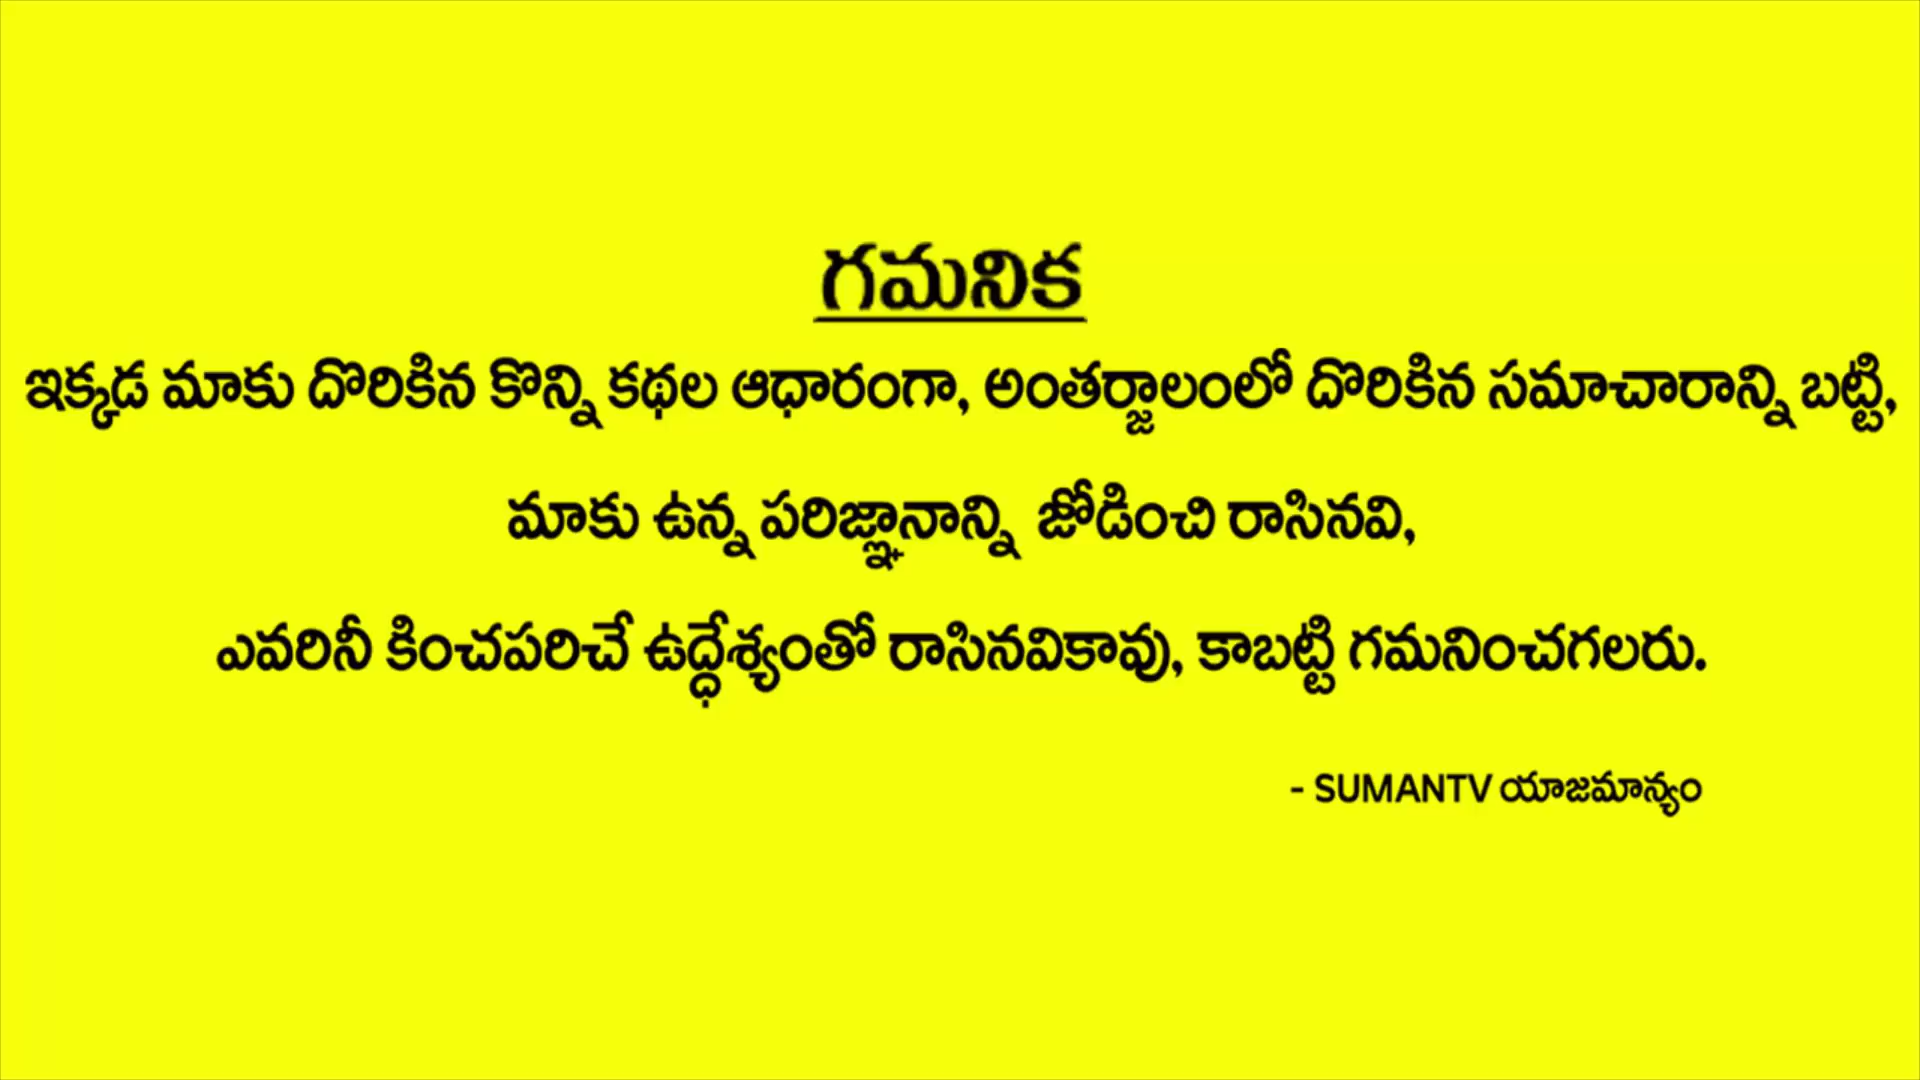 గమనిక
ఇక్కడ మాకు దొరికిన కొన్ని కథల ఆధారంగా, అంతర్జాలంలో దొరికిన సమాచారాన్ని బట్టి,
మాకు ఉన్న పరిజ్ఞానాన్ని జోడించి రాసినవి,
ఎవరినీ కించపరిచే ఉద్ధేశ్యంతో రాసినవికావు, కాబట్టి గమనించగలరు.
- SUMANTV యాజమాన్యం